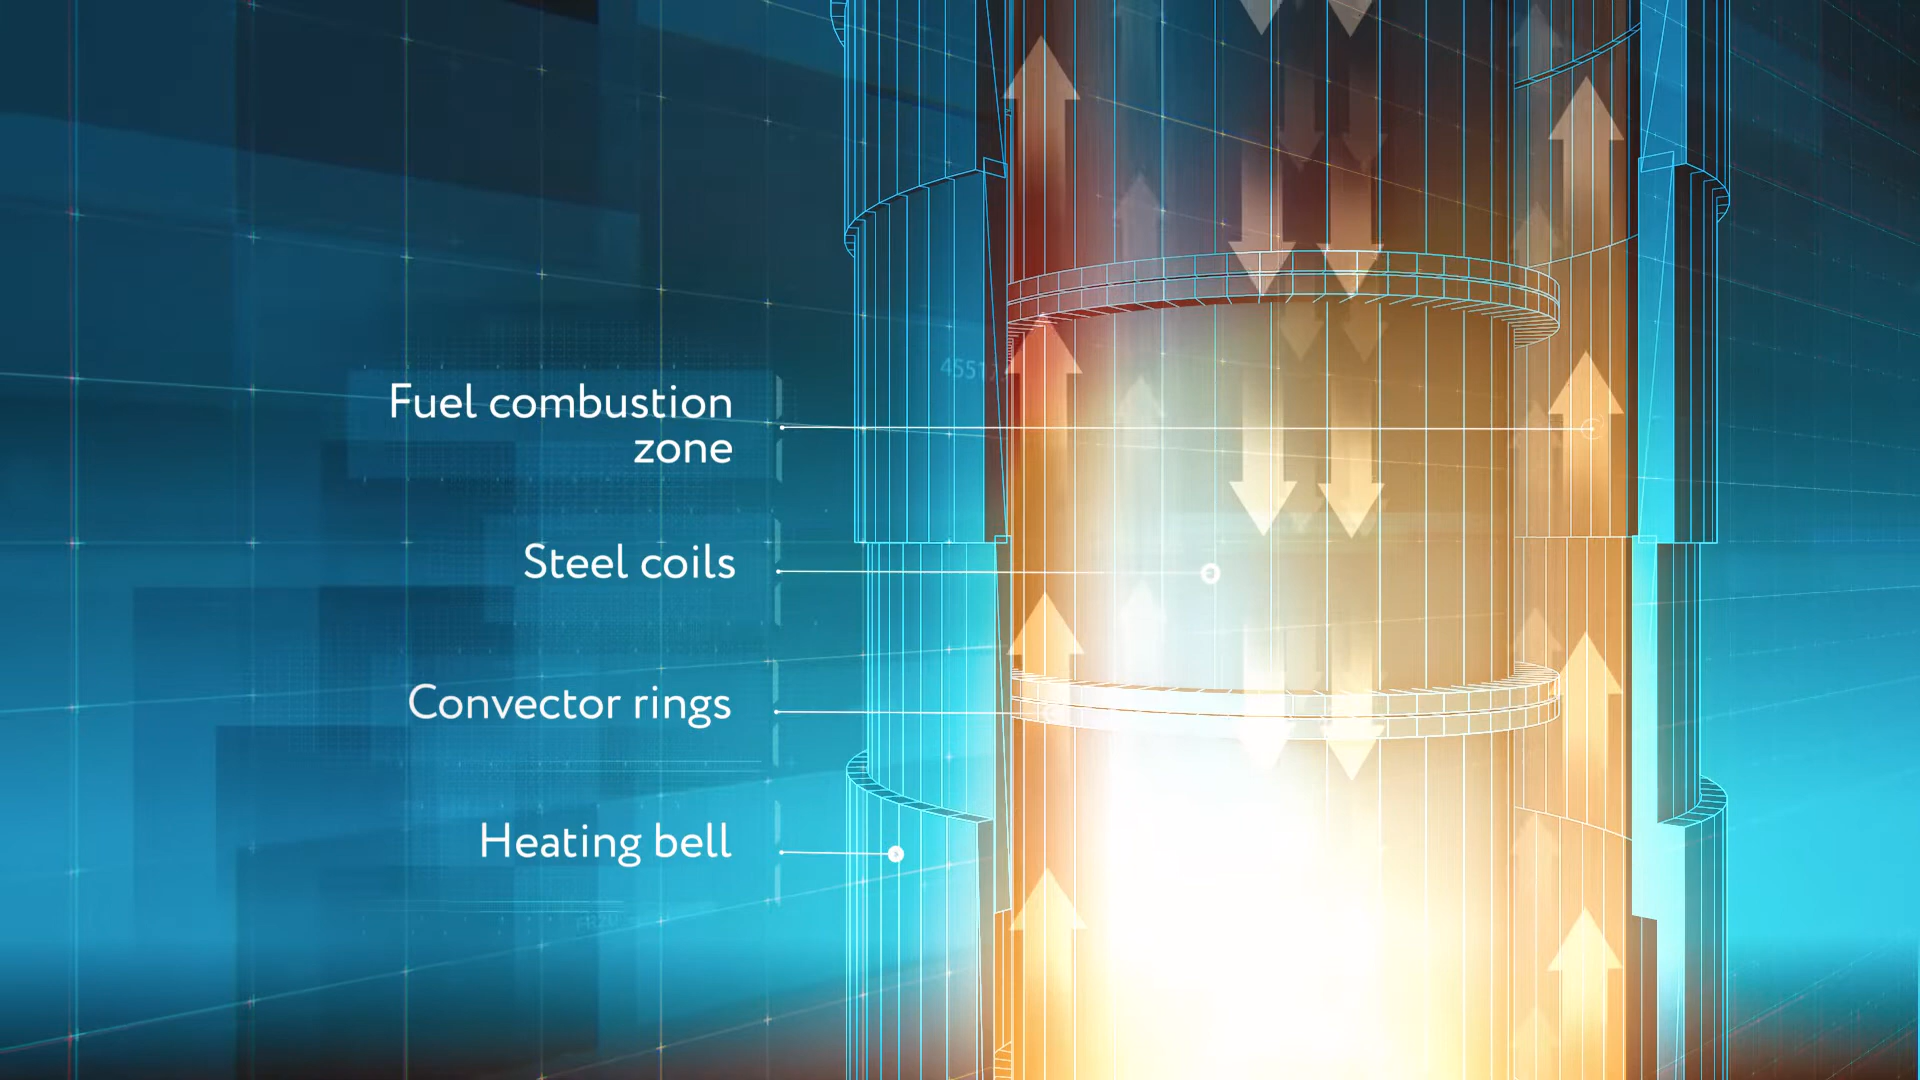 Fuel combustion
zone
Steel coils
Convector rings
Heating bell